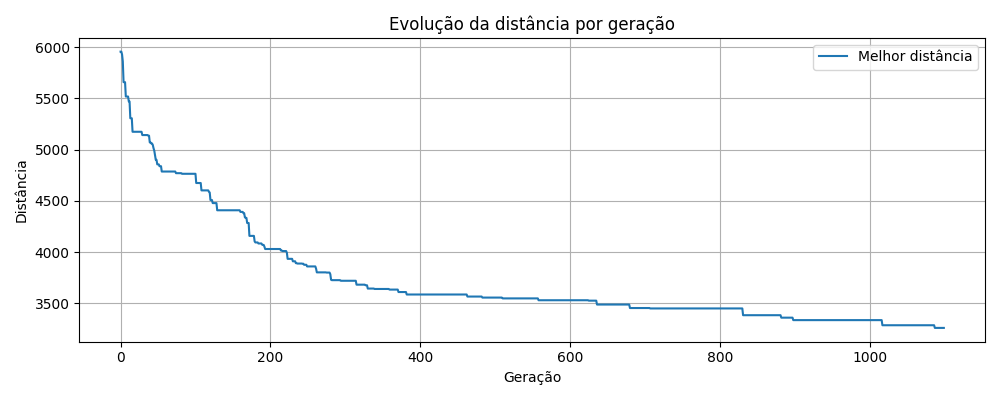 Evolução da distância por geração
Melhor distância
Distância
6000
5500
5000
4500
4000
3500
0 200 400 600 800 1000
Geração